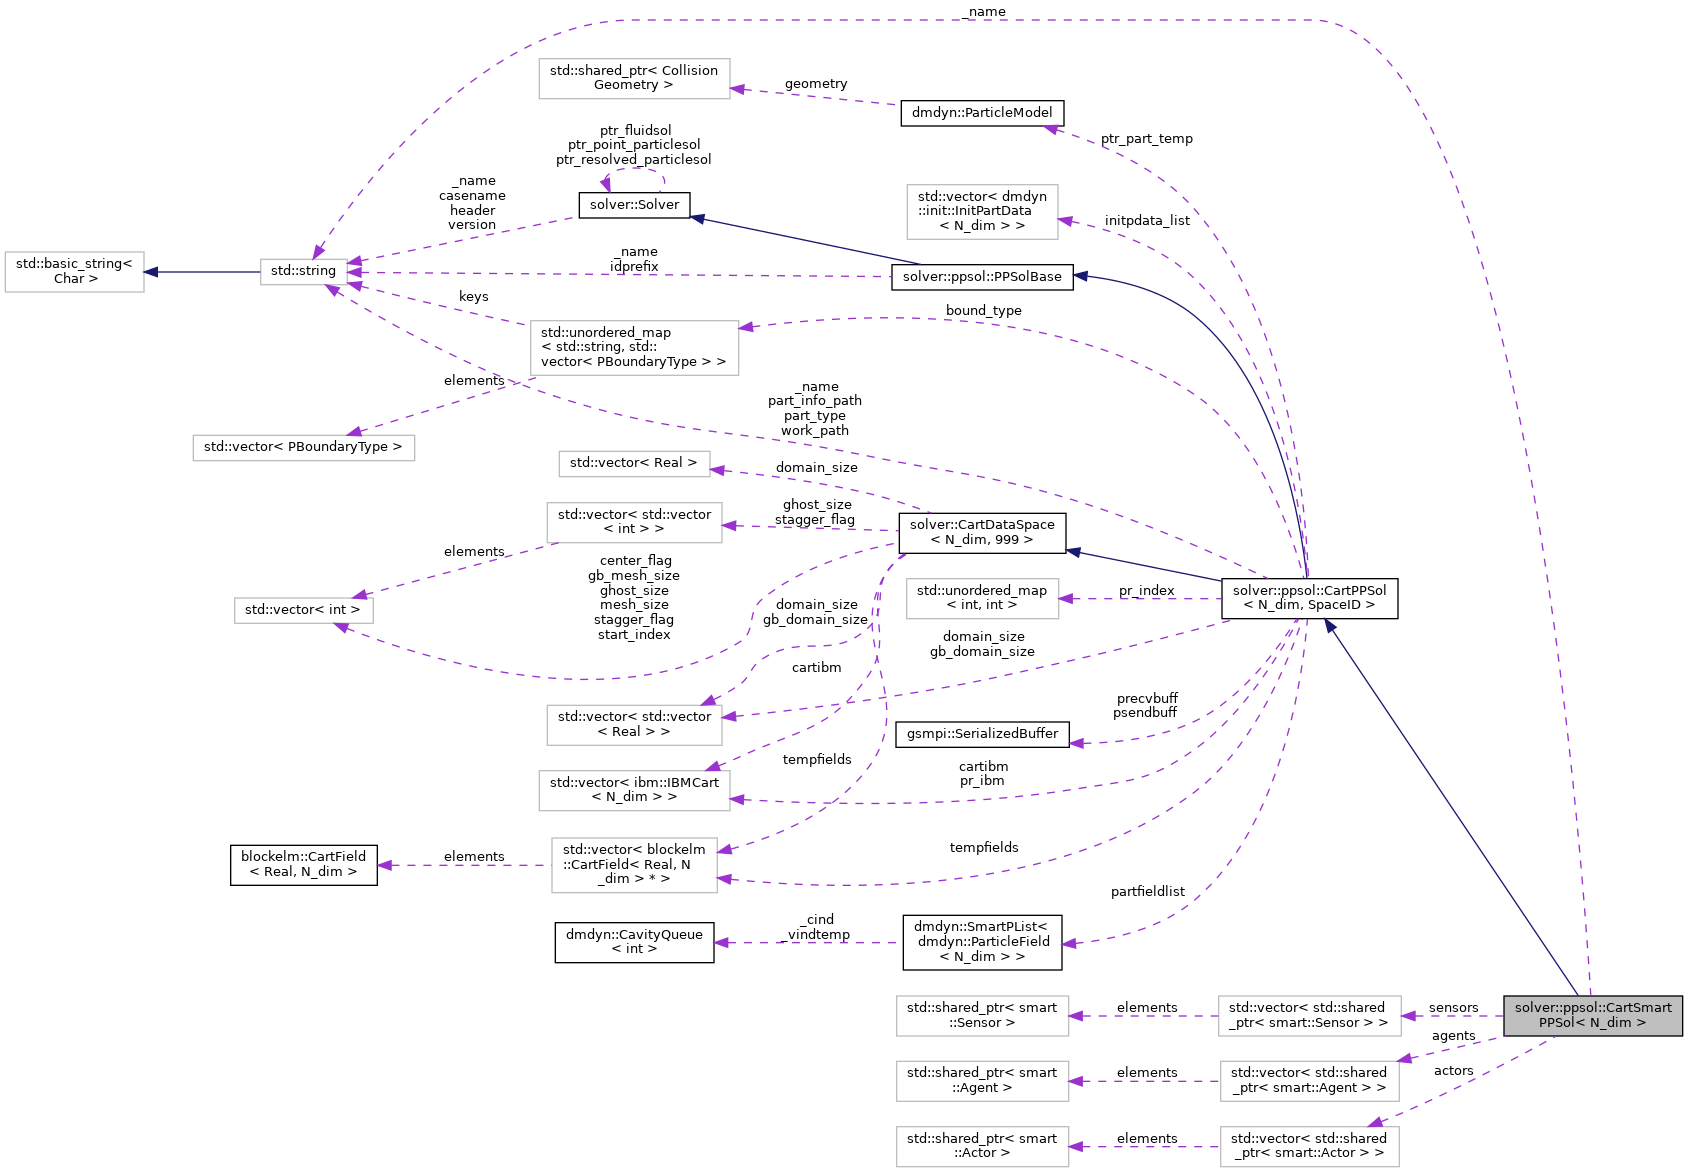 _name
std::shared_ptr< Collision
Geometry >
geometry
dmdyn::ParticleModel
ptr_part_temp
ptr_fluidsol
ptr_point_particlesol
ptr_resolved_particlesol
_name
casename
header
version
solver::Solver
std::vector< dmdyn
::init::InitPartData
< N_dim > >
initpdata_list
std::basic_string<
Char >
std::string
_name
idprefix
solver::ppsol::PPSolBase
keys
bound_type
std::unordered_map
< std::string, std::
vector< PBoundaryType > >
elements
_name
part_info_path
part_type
work_path
std::vector< PBoundaryType >
std::vector< Real >
domain_size
std::vector< std::vector
< int > >
ghost_size
stagger_flag
solver::CartDataSpace
< N_dim, 999 >
elements
center_flag
gb_mesh_size
ghost_size
mesh_size
stagger_flag
start_index
std::vector< int >
domain_size
gb_domain_size
std::unordered_map
< int, int >
pr_index
solver::ppsol::CartPPSol
< N_dim, SpaceID >
domain_size
gb_domain_size
cartibm
std::vector< std::vector
< Real > >
precvbuff
psendbuff
gsmpi::SerializedBuffer
tempfields
std::vector< ibm::IBMCart
< N_dim > >
cartibm
pr_ibm
blockelm::CartField
< Real, N_dim >
elements
std::vector< blockelm
::CartField< Real, N
_dim > * >
tempfields
partfieldlist
dmdyn::CavityQueue
< int >
_cind
_vindtemp
dmdyn::SmartPList<
dmdyn::ParticleField
< N_dim > >
std::shared_ptr< smart
::Sensor >
elements
std::vector< std::shared
_ptr< smart::Sensor > >
sensors
solver::ppsol::CartSmart
PPSol< N_dim >
agents
std::shared_ptr< smart
::Agent >
elements
std::vector< std::shared
_ptr< smart::Agent > >
actors
std::shared_ptr< smart
::Actor >
elements
std::vector< std::shared
_ptr< smart::Actor > >